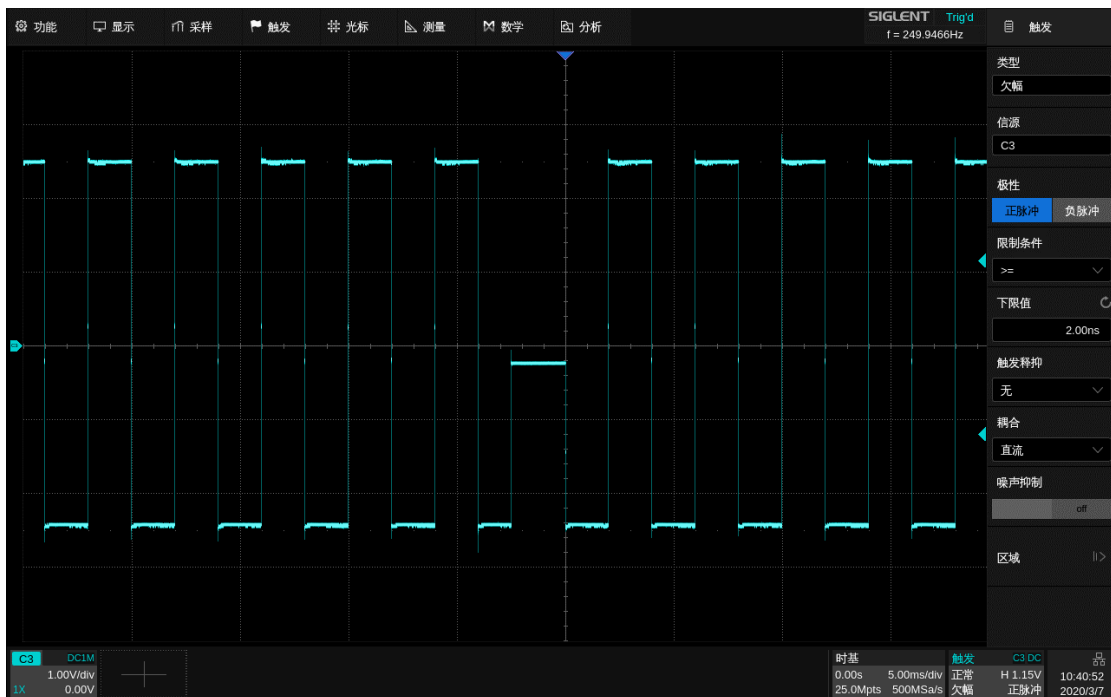 功能 显示 采样 触发 光标 测量 数学 分析
SIGLENT Trig'd
f = 249.9466Hz
触发
类型
欠幅
信源
C3
极性
正脉冲 负脉冲
限制条件
>=
下限值
2.00ns
触发释抑
无
耦合
直流
噪声抑制
off
区域
C3 DC1M
1.00V/div
1X 0.00V
时基
0.00s 5.00ms/div
25.0Mpts 500MSa/s
触发 C3 DC
正常 H 1.15V
欠幅 正脉冲
10:40:52
2020/3/7